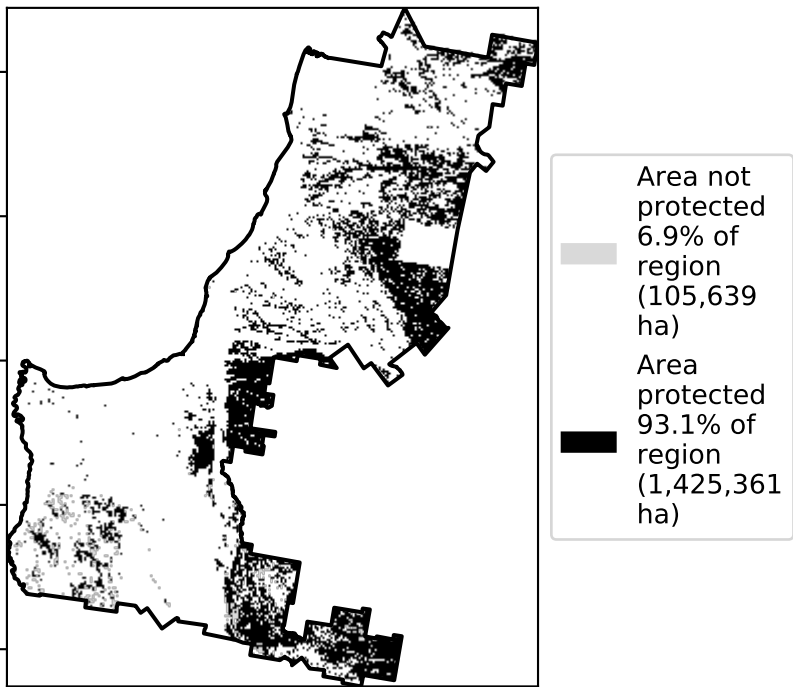 Area not
protected
6.9% of
region
(105,639
ha)
Area
protected
93.1% of
region
(1,425,361
ha)